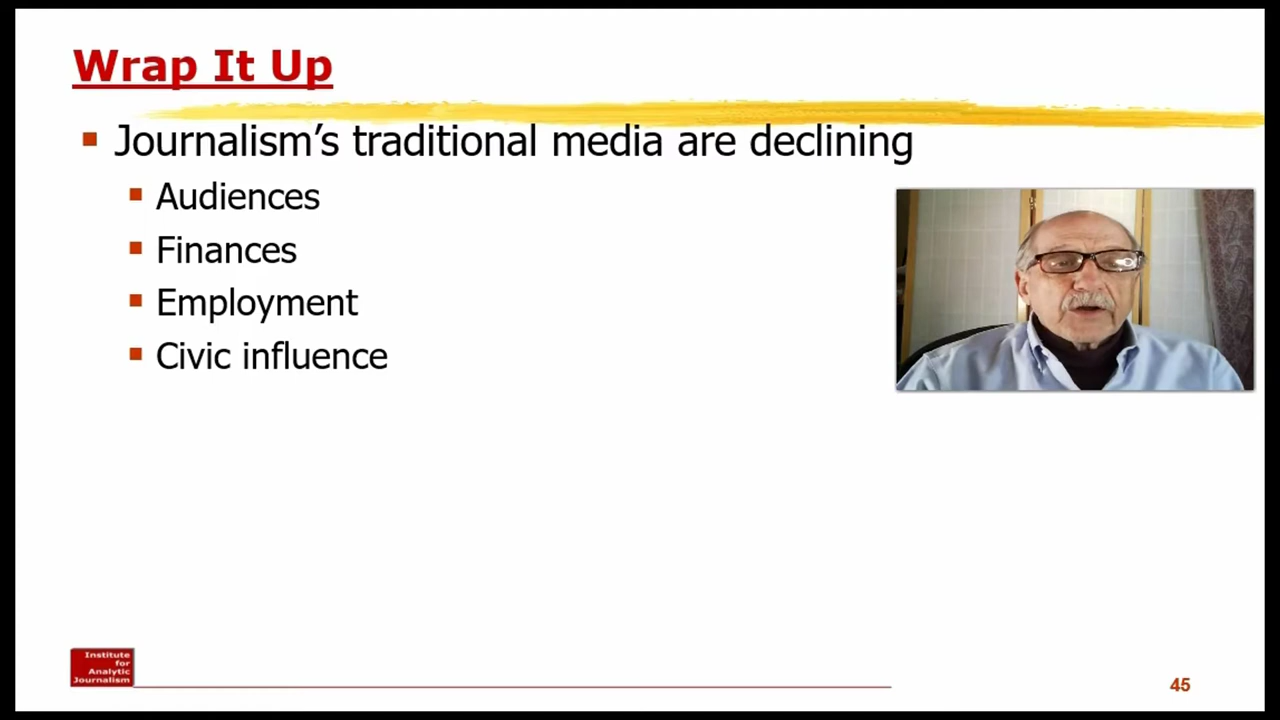 Wrap It Up
Journalism’s traditional media are declining
Audiences
Finances
Employment
Civic influence
Institute
for
Analytic
Journalism
45